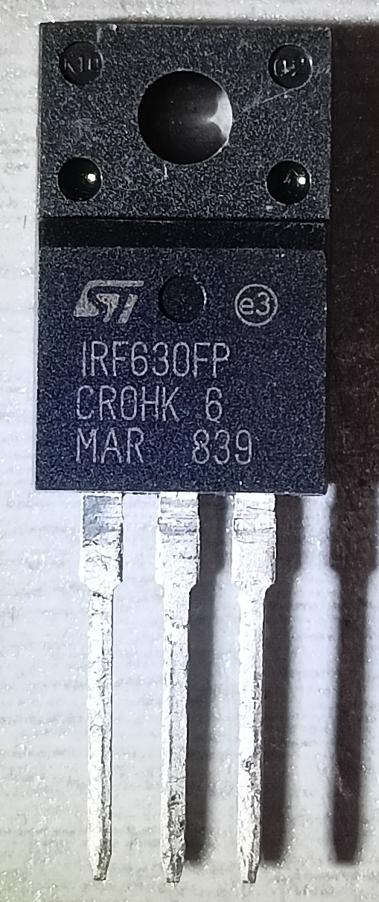 ST e3
IRF630FP
CR0HK 6
MAR 839